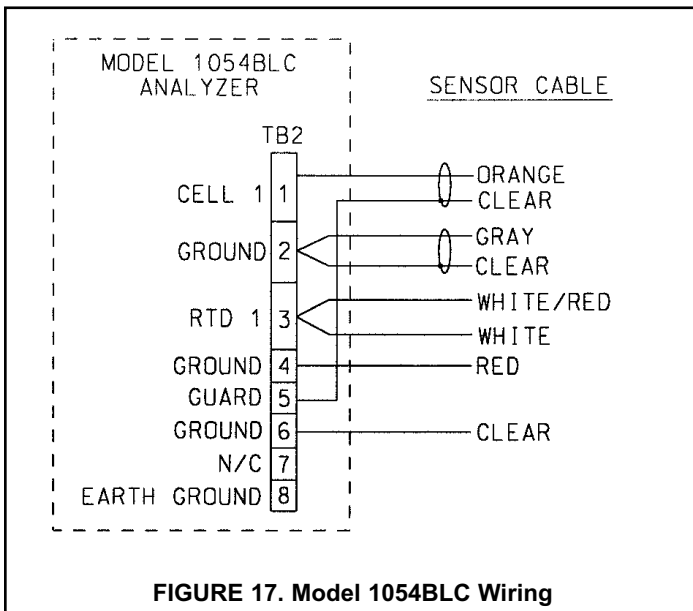 MODEL 1054BLC
ANALYZER
SENSOR CABLE
TB2
CELL 1 1
ORANGE
CLEAR
GROUND 2
GRAY
CLEAR
RTD 1 3
WHITE/RED
WHITE
GROUND 4
RED
GUARD 5
GROUND 6
CLEAR
N/C 7
EARTH GROUND 8
FIGURE 17. Model 1054BLC Wiring